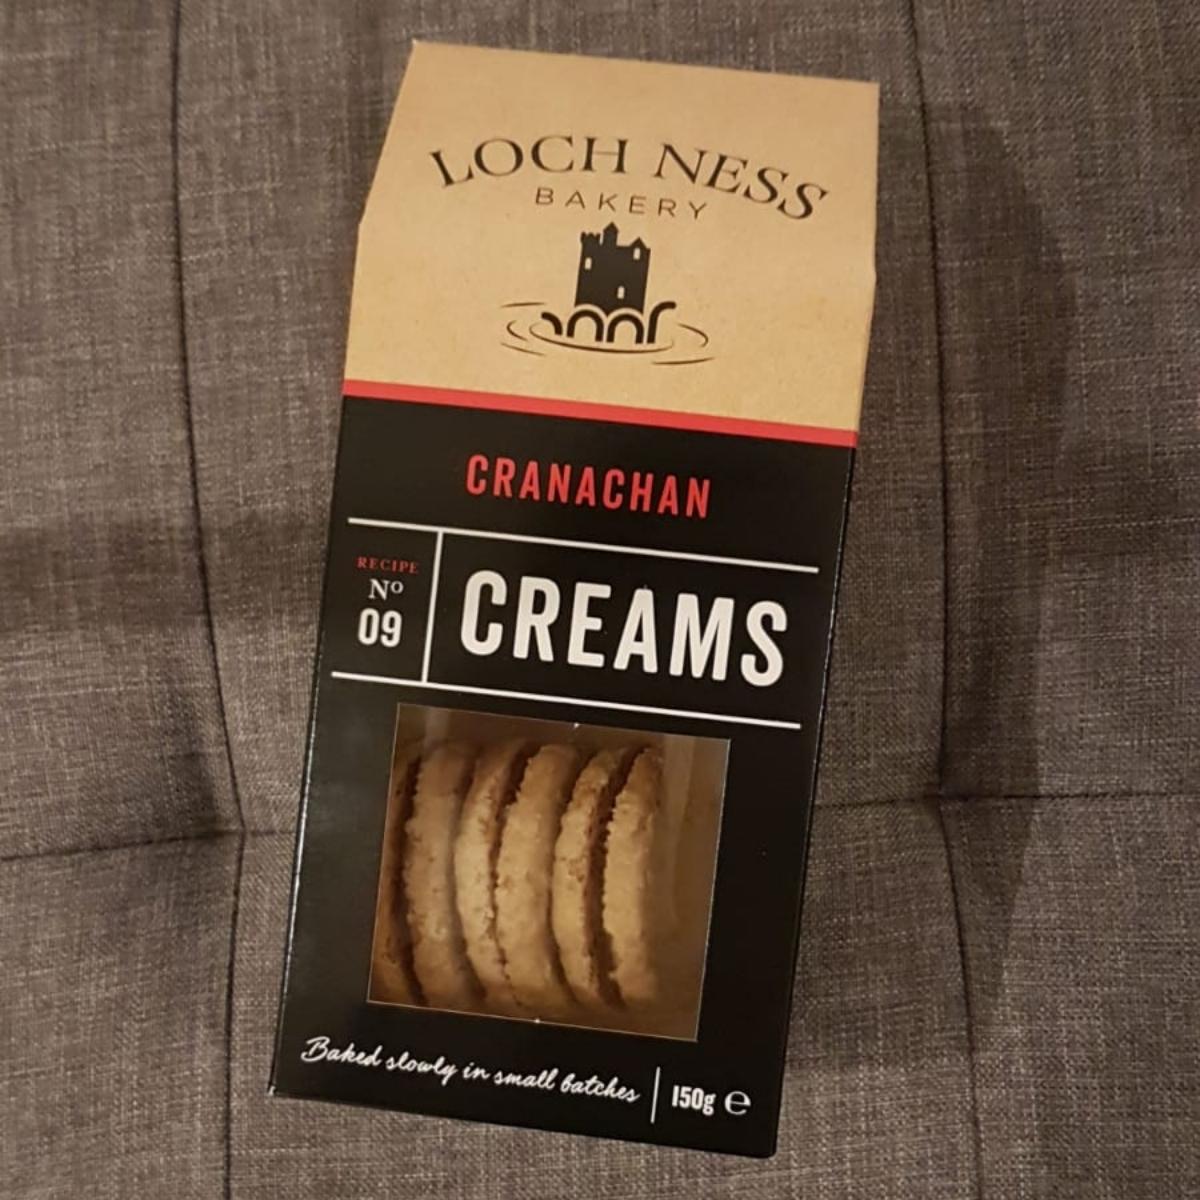 LOCH NESS
BAKERY
CRANACHAN
RECIPE
Nº
09
CREAMS
Baked slowly in small batches
150g ℮